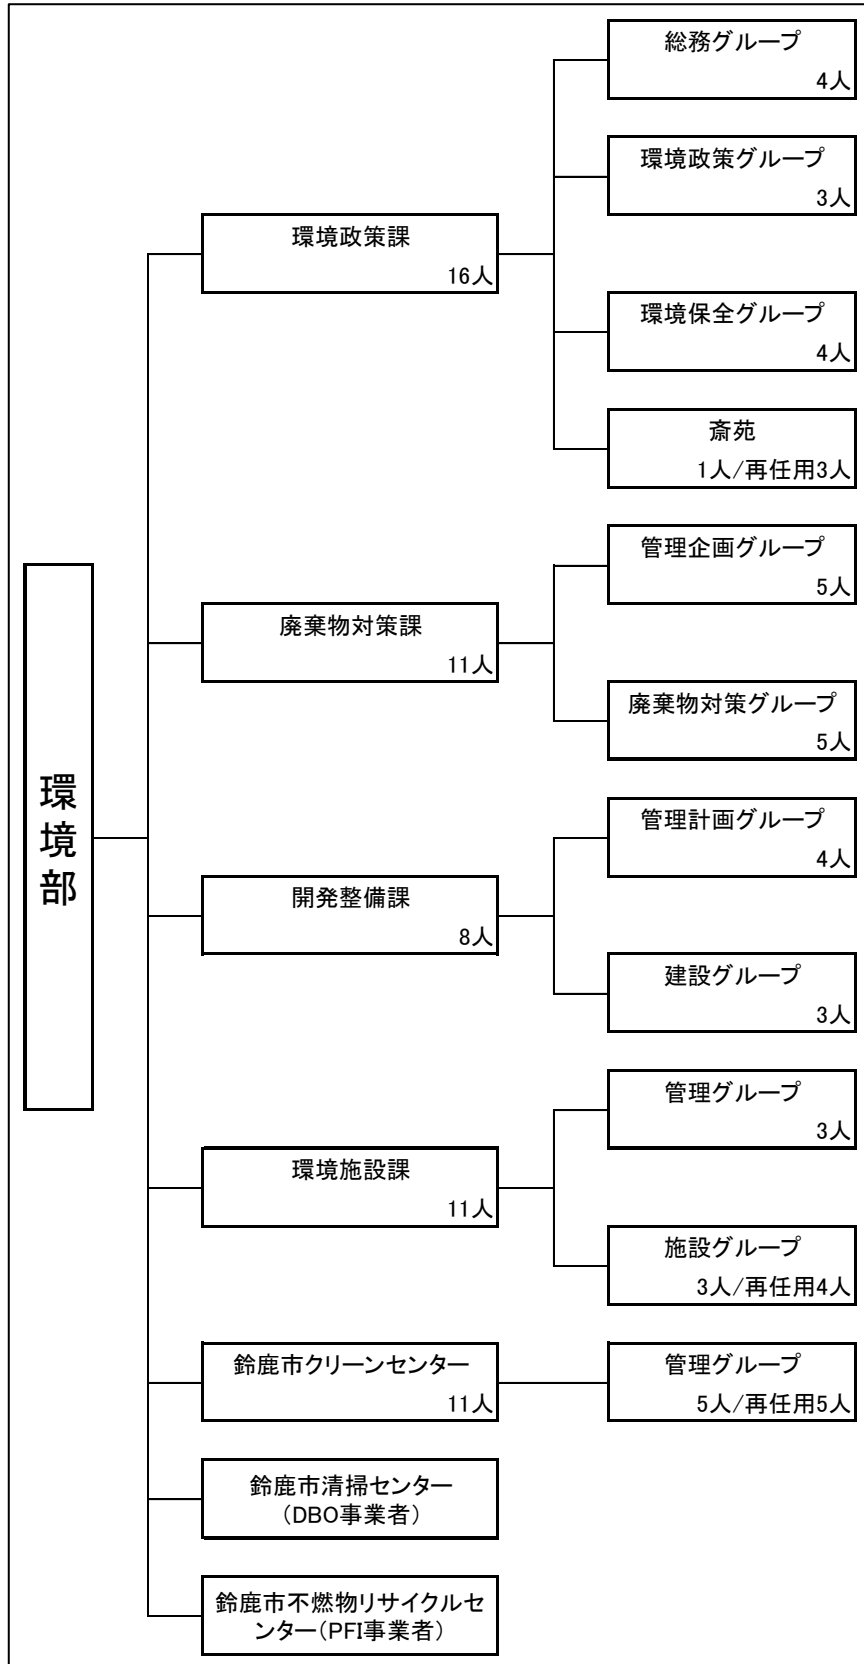 環境部
環境政策課
16人
総務グループ
4人
環境政策グループ
3人
環境保全グループ
4人
斎苑
1人/再任用3人
廃棄物対策課
11人
管理企画グループ
5人
廃棄物対策グループ
5人
開発整備課
8人
管理計画グループ
4人
建設グループ
3人
環境施設課
11人
管理グループ
3人
施設グループ
3人/再任用4人
鈴鹿市クリーンセンター
11人
管理グループ
5人/再任用5人
鈴鹿市清掃センター
(DBO事業者)
鈴鹿市不燃物リサイクルセ
ンター(PFI事業者)